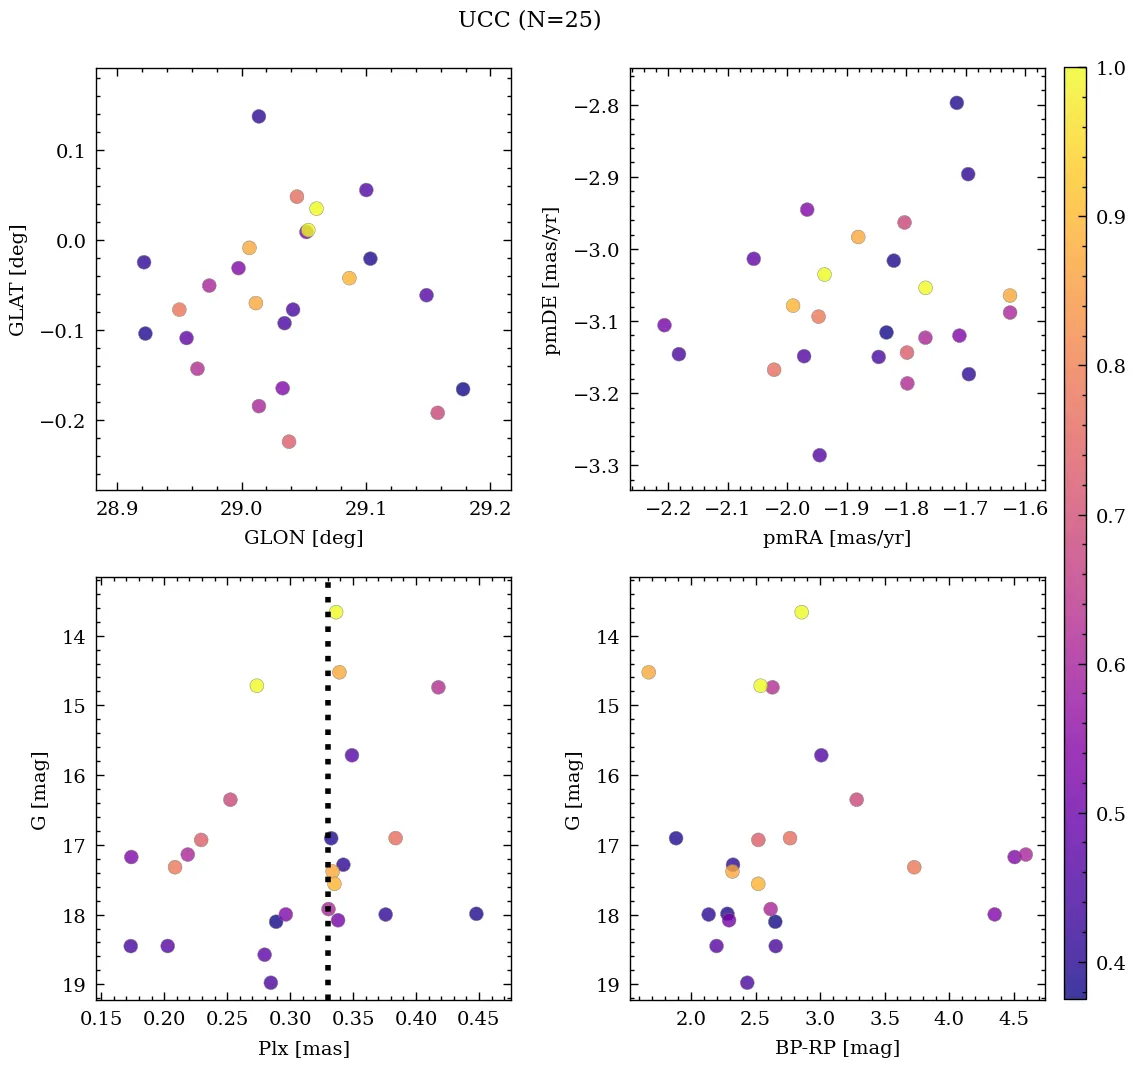 UCC (N=25)
0.1
0.0
−0.1
−0.2
GLAT [deg]
28.9 29.0 29.1 29.2
GLON [deg]
−2.8
−2.9
−3.0
−3.1
−3.2
−3.3
pmDE [mas/yr]
−2.2 −2.1 −2.0 −1.9 −1.8 −1.7 −1.6
pmRA [mas/yr]
14
15
16
17
18
19
G [mag]
0.15 0.20 0.25 0.30 0.35 0.40 0.45
Plx [mas]
14
15
16
17
18
19
G [mag]
2.0 2.5 3.0 3.5 4.0 4.5
BP-RP [mag]
1.0
0.9
0.8
0.7
0.6
0.5
0.4